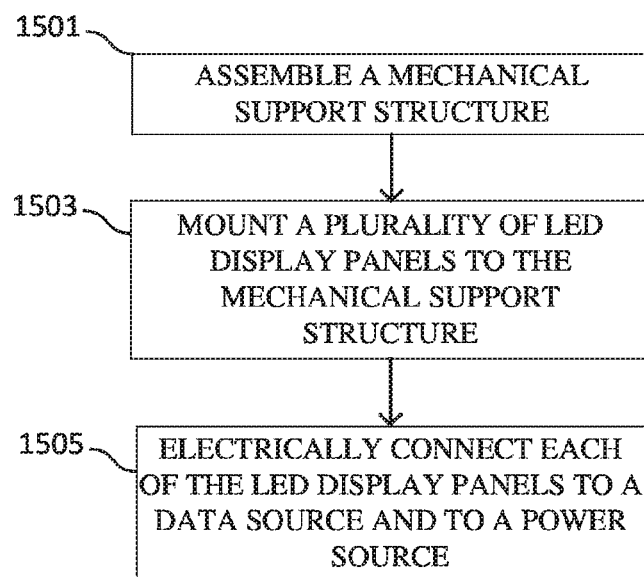 1501
ASSEMBLE A MECHANICAL
SUPPORT STRUCTURE
1503
MOUNT A PLURALITY OF LED
DISPLAY PANELS TO THE
MECHANICAL SUPPORT
STRUCTURE
1505
ELECTRICALLY CONNECT EACH
OF THE LED DISPLAY PANELS TO A
DATA SOURCE AND TO A POWER
SOURCE